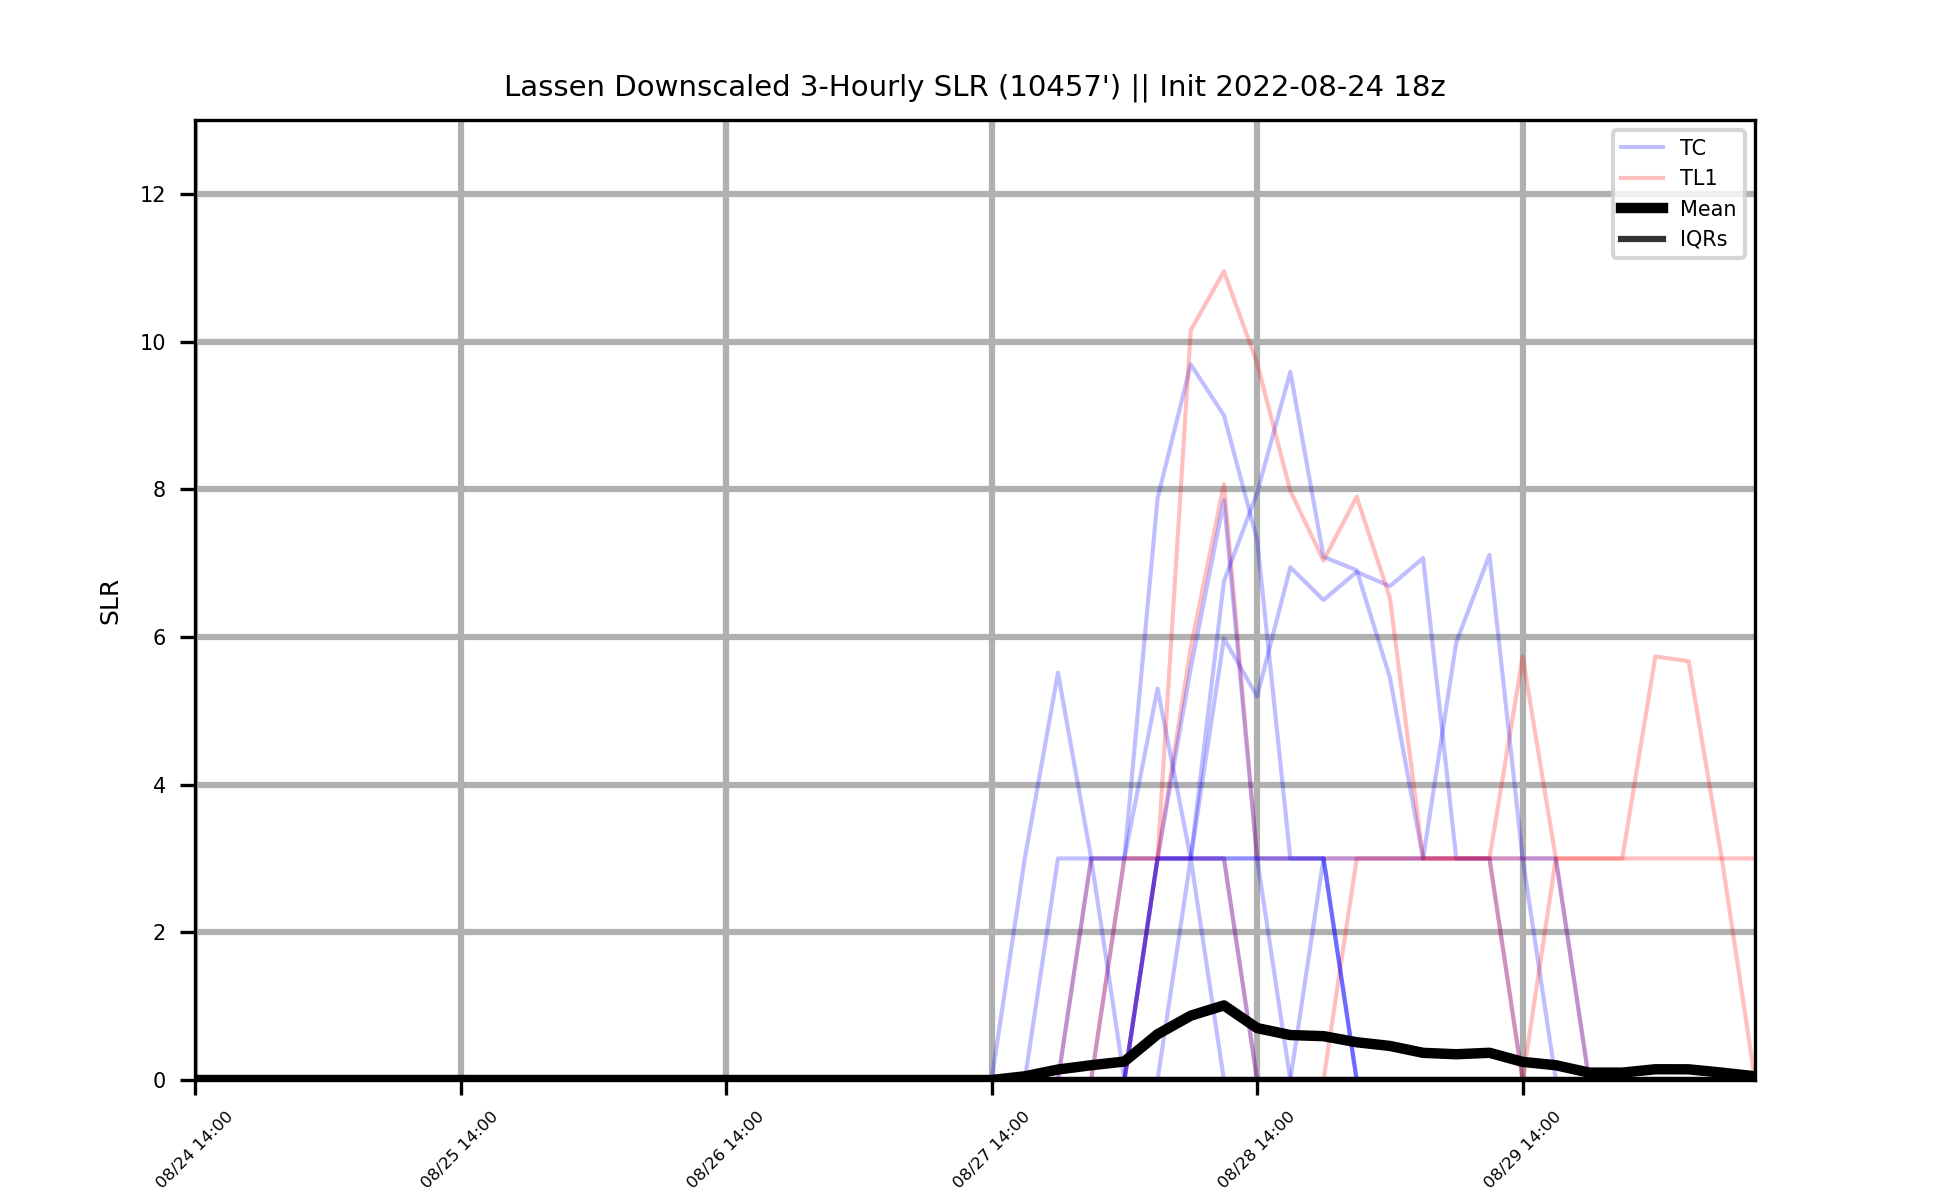 Lassen Downscaled 3-Hourly SLR (10457') || Init 2022-08-24 18z
TC
TL1
Mean
IQRs
SLR
12
10
8
6
4
2
0
08/24 14:00
08/25 14:00
08/26 14:00
08/27 14:00
08/28 14:00
08/29 14:00